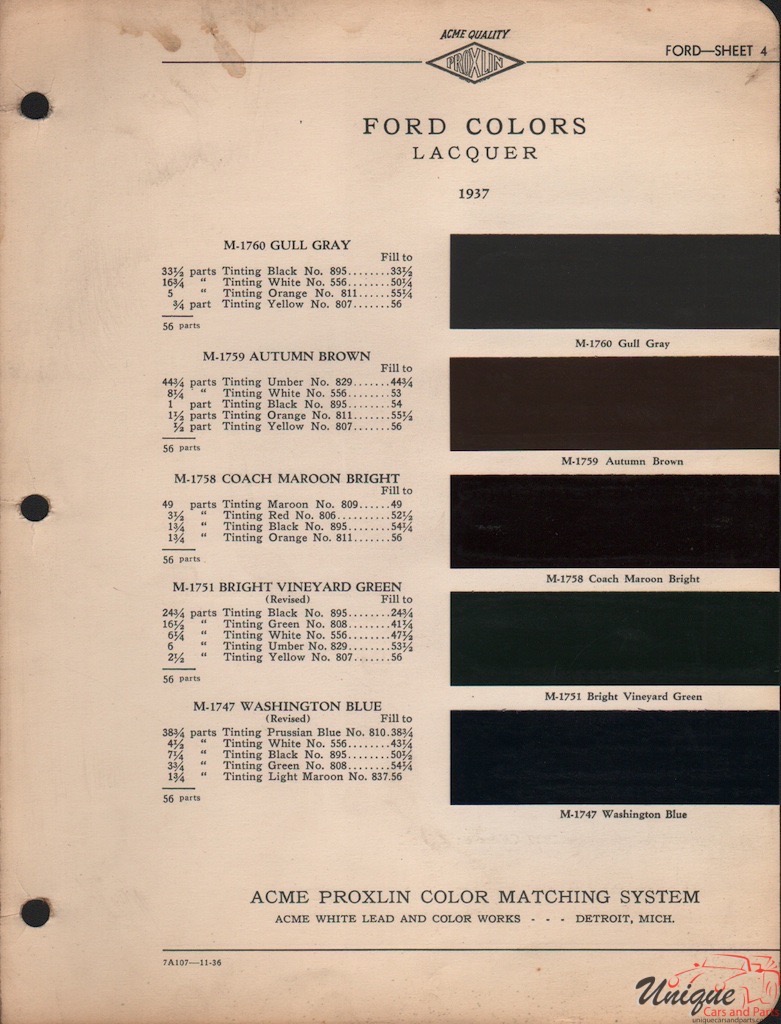 ACME QUALITY
PROXLIN
FORD—SHEET 4
FORD COLORS
LACQUER
1937
M-1760 GULL GRAY
Fill to
33½ parts Tinting Black No. 895........33½
16¾ " Tinting White No. 556........50¼
5 " Tinting Orange No. 811......55¼
¾ part Tinting Yellow No. 807......56
56 parts
M-1760 Gull Gray
M-1759 AUTUMN BROWN
Fill to
44¾ parts Tinting Umber No. 829.......44¾
8¼ " Tinting White No. 556.......53
1 part Tinting Black No. 895.......54
1½ parts Tinting Orange No. 811......55½
½ part Tinting Yellow No. 807......56
56 parts
M-1759 Autumn Brown
M-1758 COACH MAROON BRIGHT
Fill to
49 parts Tinting Maroon No. 809.....49
3½ " Tinting Red No. 806..........52½
1¾ " Tinting Black No. 895.......54¼
1¾ " Tinting Orange No. 811......56
56 parts
M-1758 Coach Maroon Bright
M-1751 BRIGHT VINEYARD GREEN
(Revised) Fill to
24¾ parts Tinting Black No. 895........24¾
16½ " Tinting Green No. 808.......41¼
6¼ " Tinting White No. 556........47½
6 " Tinting Umber No. 829.......53½
2½ " Tinting Yellow No. 807......56
56 parts
M-1751 Bright Vineyard Green
M-1747 WASHINGTON BLUE
(Revised) Fill to
38¾ parts Tinting Prussian Blue No. 810.38¾
4½ " Tinting White No. 556.......43¼
7¼ " Tinting Black No. 895.......50½
3¾ " Tinting Green No. 808.......54¼
1¾ " Tinting Light Maroon No. 837.56
56 parts
M-1747 Washington Blue
ACME PROXLIN COLOR MATCHING SYSTEM
ACME WHITE LEAD AND COLOR WORKS - - - DETROIT, MICH.
7A107—11-36
Unique
Cars and Parts
uniquecarsandparts.com